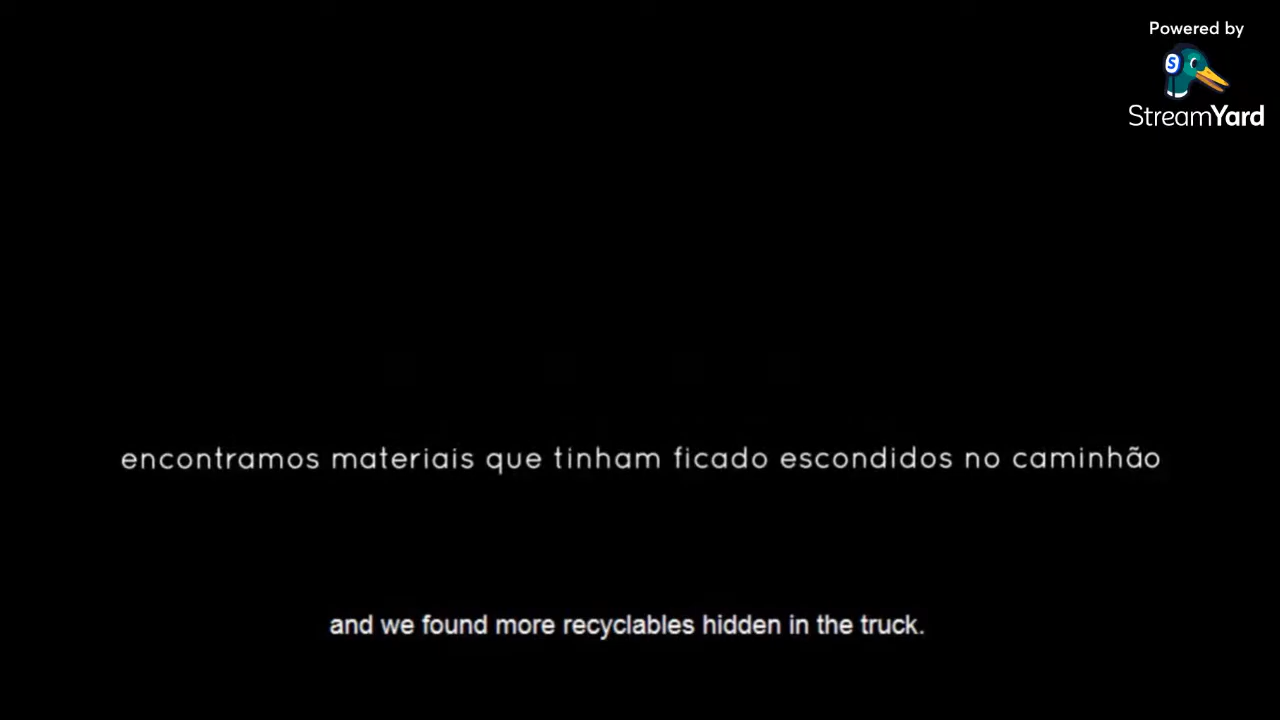 Powered by
S
StreamYard
encontramos materiais que tinham ficado escondidos no caminhão
and we found more recyclables hidden in the truck.